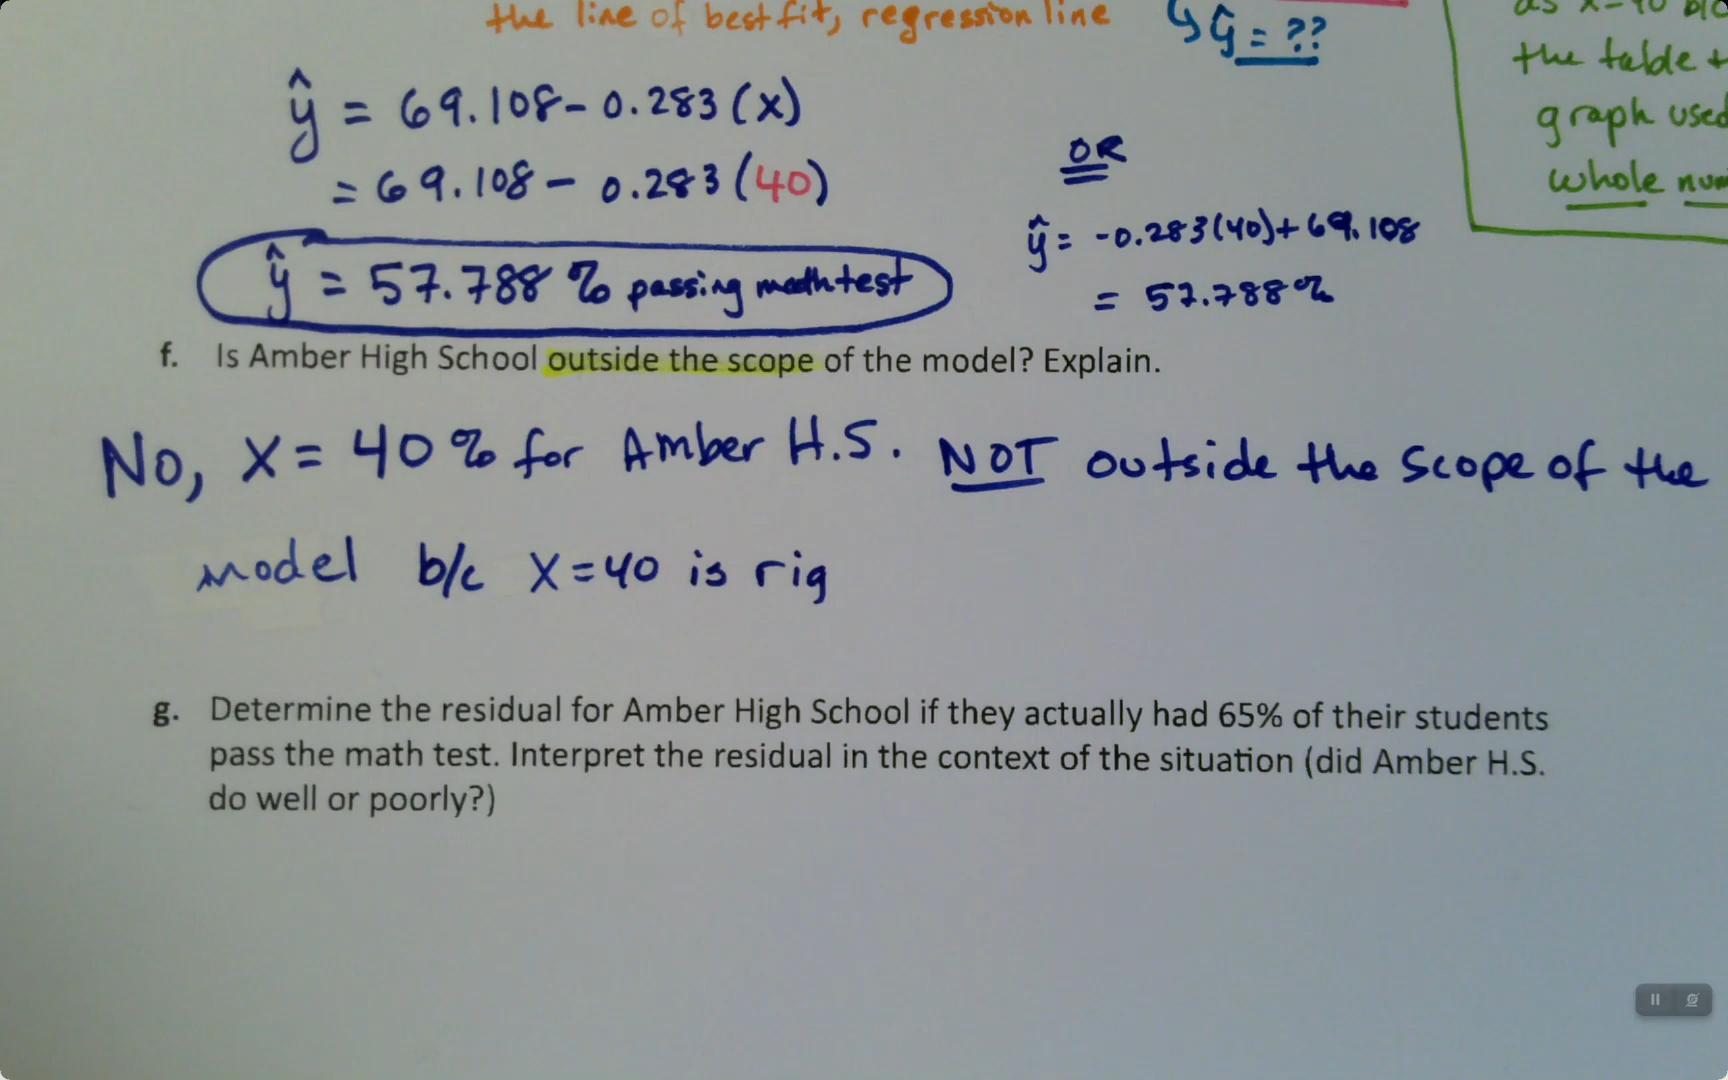 the line of best fit, regression line
ŷ = ??
x=40 b/c
the table
graph used
whole
ŷ = 69.108 - 0.283 (x)
= 69.108 - 0.283 (40)
ŷ = 57.788 % passing math test
OR
ŷ = -0.283(40)+69.108
= 57.788%
f. Is Amber High School outside the scope of the model? Explain.
No, X = 40% for Amber H.S. NOT outside the scope of the
model b/c X=40 is rig
g. Determine the residual for Amber High School if they actually had 65% of their students
pass the math test. Interpret the residual in the context of the situation (did Amber H.S.
do well or poorly?)